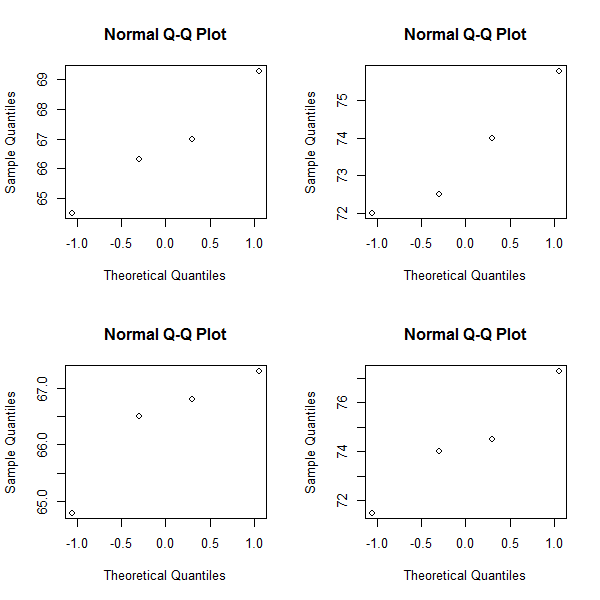 Normal Q-Q Plot
Sample Quantiles
65 66 67 68 69
-1.0 -0.5 0.0 0.5 1.0
Theoretical Quantiles
Normal Q-Q Plot
Sample Quantiles
72 73 74 75
-1.0 -0.5 0.0 0.5 1.0
Theoretical Quantiles
Normal Q-Q Plot
Sample Quantiles
65.0 66.0 67.0
-1.0 -0.5 0.0 0.5 1.0
Theoretical Quantiles
Normal Q-Q Plot
Sample Quantiles
72 74 76
-1.0 -0.5 0.0 0.5 1.0
Theoretical Quantiles